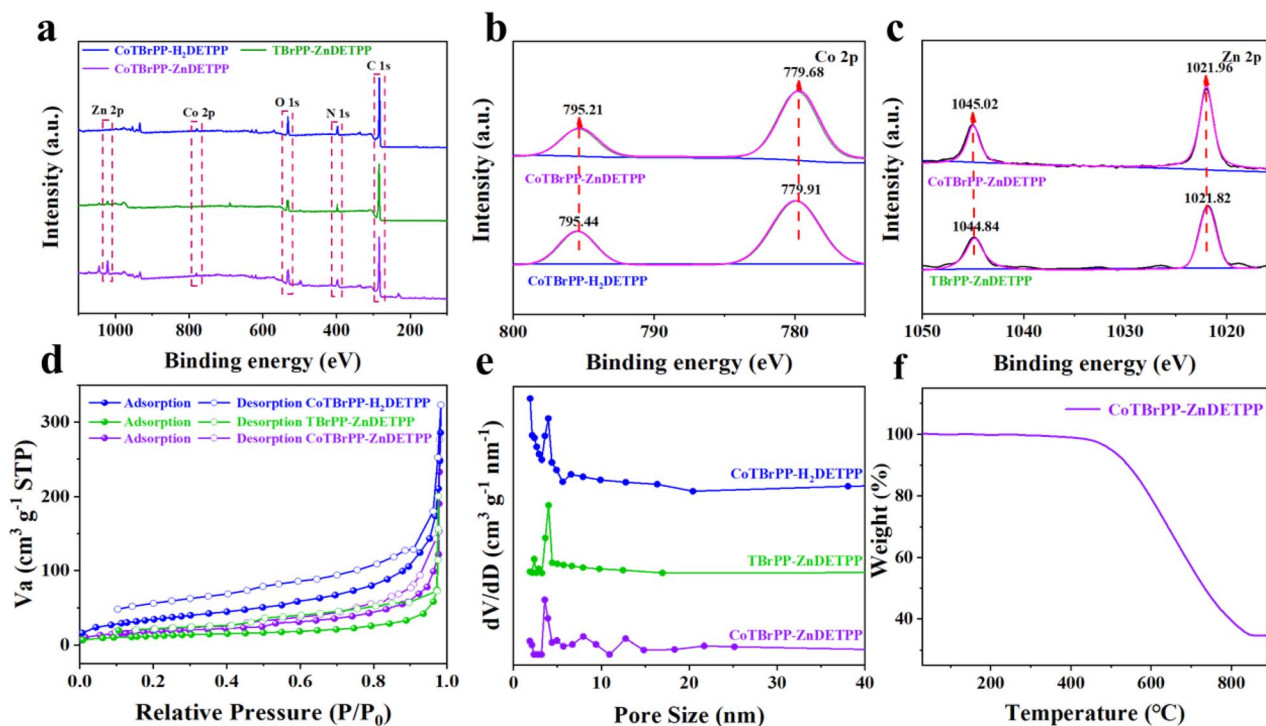 a
CoTBrPP-H₂DETPP TBrPP-ZnDETPP
CoTBrPP-ZnDETPP
C 1s
Zn 2p Co 2p O 1s N 1s
Intensity (a.u.)
1000 800 600 400 200
Binding energy (eV)
b
Co 2p
779.68
795.21
CoTBrPP-ZnDETPP
779.91
795.44
CoTBrPP-H₂DETPP
Intensity (a.u.)
800 790 780
Binding energy (eV)
c
Zn 2p
1021.96
1045.02
CoTBrPP-ZnDETPP
1021.82
1044.84
TBrPP-ZnDETPP
Intensity (a.u.)
1050 1040 1030 1020
Binding energy (eV)
d
Adsorption Desorption CoTBrPP-H₂DETPP
Adsorption Desorption TBrPP-ZnDETPP
Adsorption Desorption CoTBrPP-ZnDETPP
Va (cm³ g⁻¹ STP)
300
200
100
0
0.0 0.2 0.4 0.6 0.8 1.0
Relative Pressure (P/P₀)
e
CoTBrPP-H₂DETPP
TBrPP-ZnDETPP
CoTBrPP-ZnDETPP
dV/dD (cm³ g⁻¹ nm⁻¹)
0 10 20 30 40
Pore Size (nm)
f
CoTBrPP-ZnDETPP
Weight (%)
100
80
60
40
200 400 600 800
Temperature (°C)